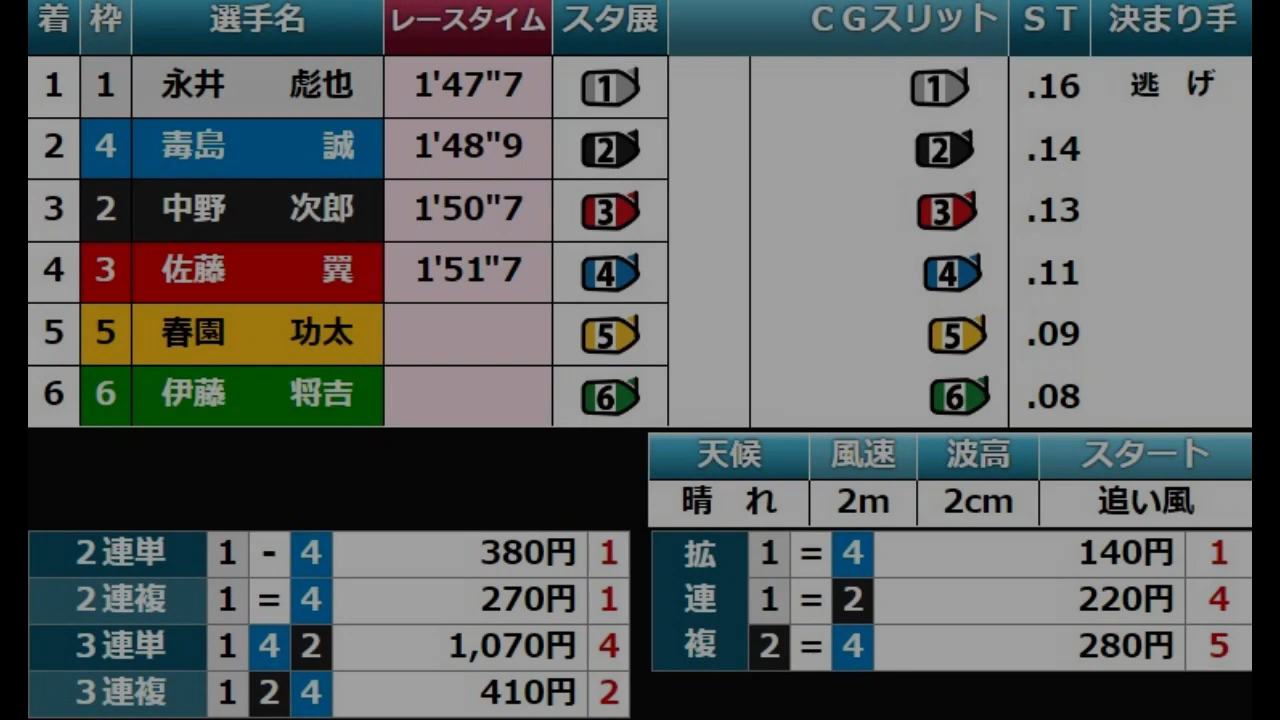 着 枠 選手名 レースタイム スタ展 CGスリット ST 決まり手
1 1 永井 彪也 1'47"7 1 1 .16 逃 げ
2 4 毒島 誠 1'48"9 2 2 .14
3 2 中野 次郎 1'50"7 3 3 .13
4 3 佐藤 翼 1'51"7 4 4 .11
5 5 春園 功太 5 5 .09
6 6 伊藤 将吉 6 6 .08
天候 風速 波高 スタート
晴 れ 2m 2cm 追い風
2連単 1 - 4 380円 1
2連複 1 = 4 270円 1
3連単 1 4 2 1,070円 4
3連複 1 2 4 410円 2
拡連複
1 = 4 140円 1
1 = 2 220円 4
2 = 4 280円 5